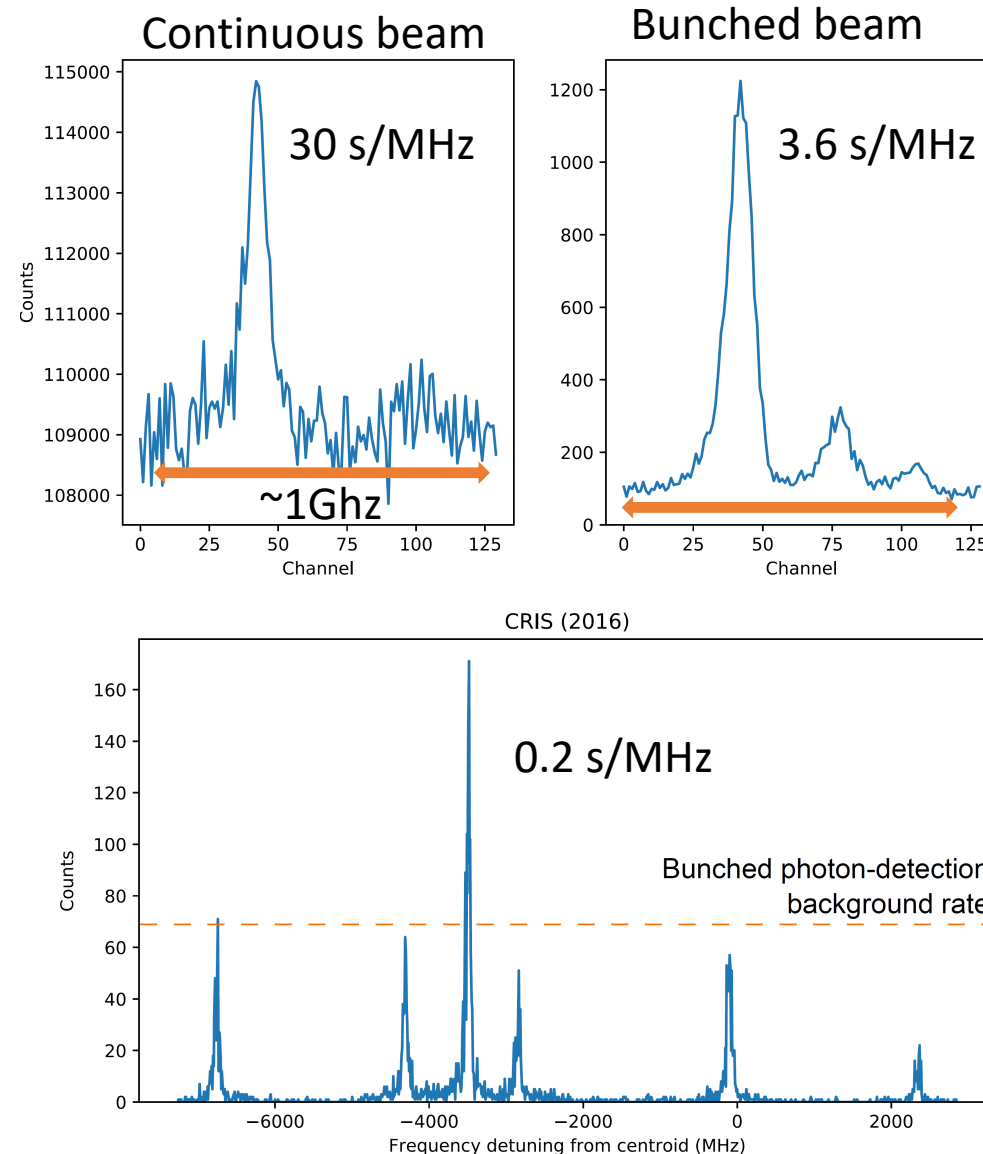 Continuous beam
115000
114000
113000
112000
111000
110000
109000
108000
Counts
30 s/MHz
~1Ghz
0
25
50
75
100
125
Channel
Bunched beam
1200
1000
800
600
400
200
0
3.6 s/MHz
0
25
50
75
100
125
Channel
CRIS (2016)
160
140
120
100
80
60
40
20
0
Counts
0.2 s/MHz
Bunched photon-detection
background rate
−6000
−4000
−2000
0
2000
Frequency detuning from centroid (MHz)